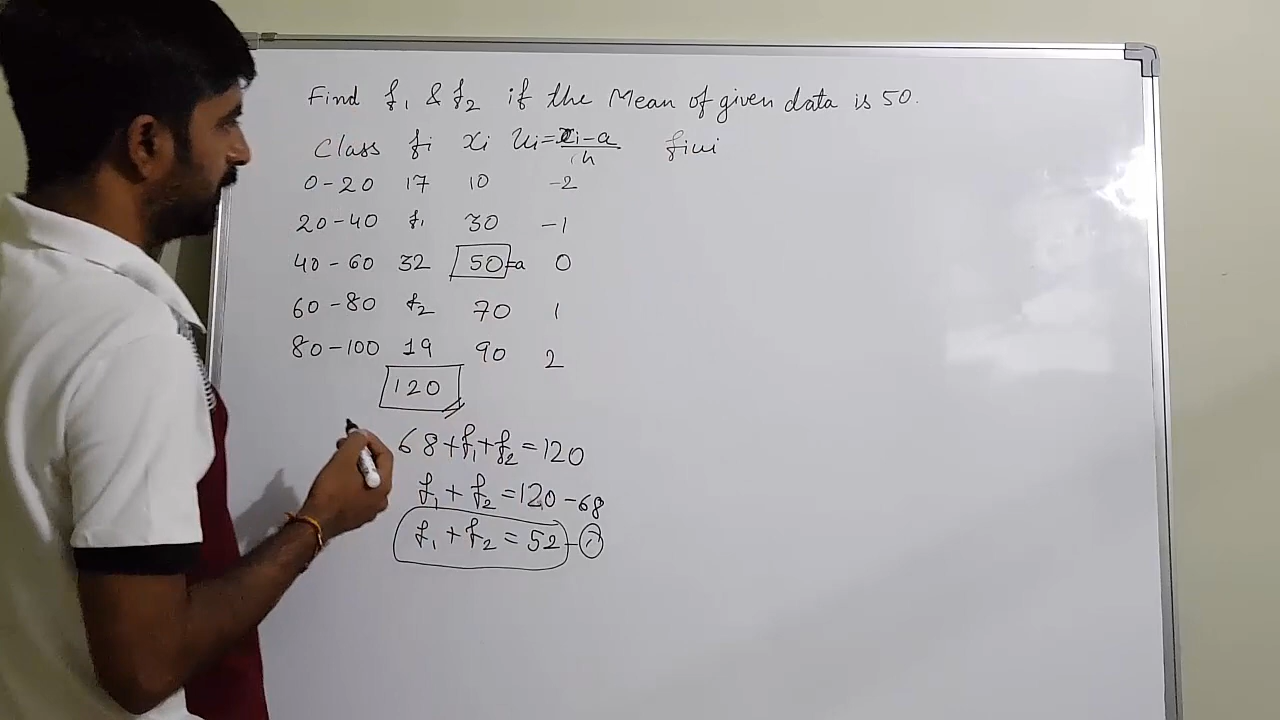 Find f₁ & f₂ if the Mean of given data is 50.
Class fi xi ui=xi-a/h fiui
0-20 17 10 -2
20-40 f₁ 30 -1
40-60 32 50=a 0
60-80 f₂ 70 1
80-100 19 90 2
120
68+f₁+f₂=120
f₁+f₂=120-68
f₁+f₂=52-①